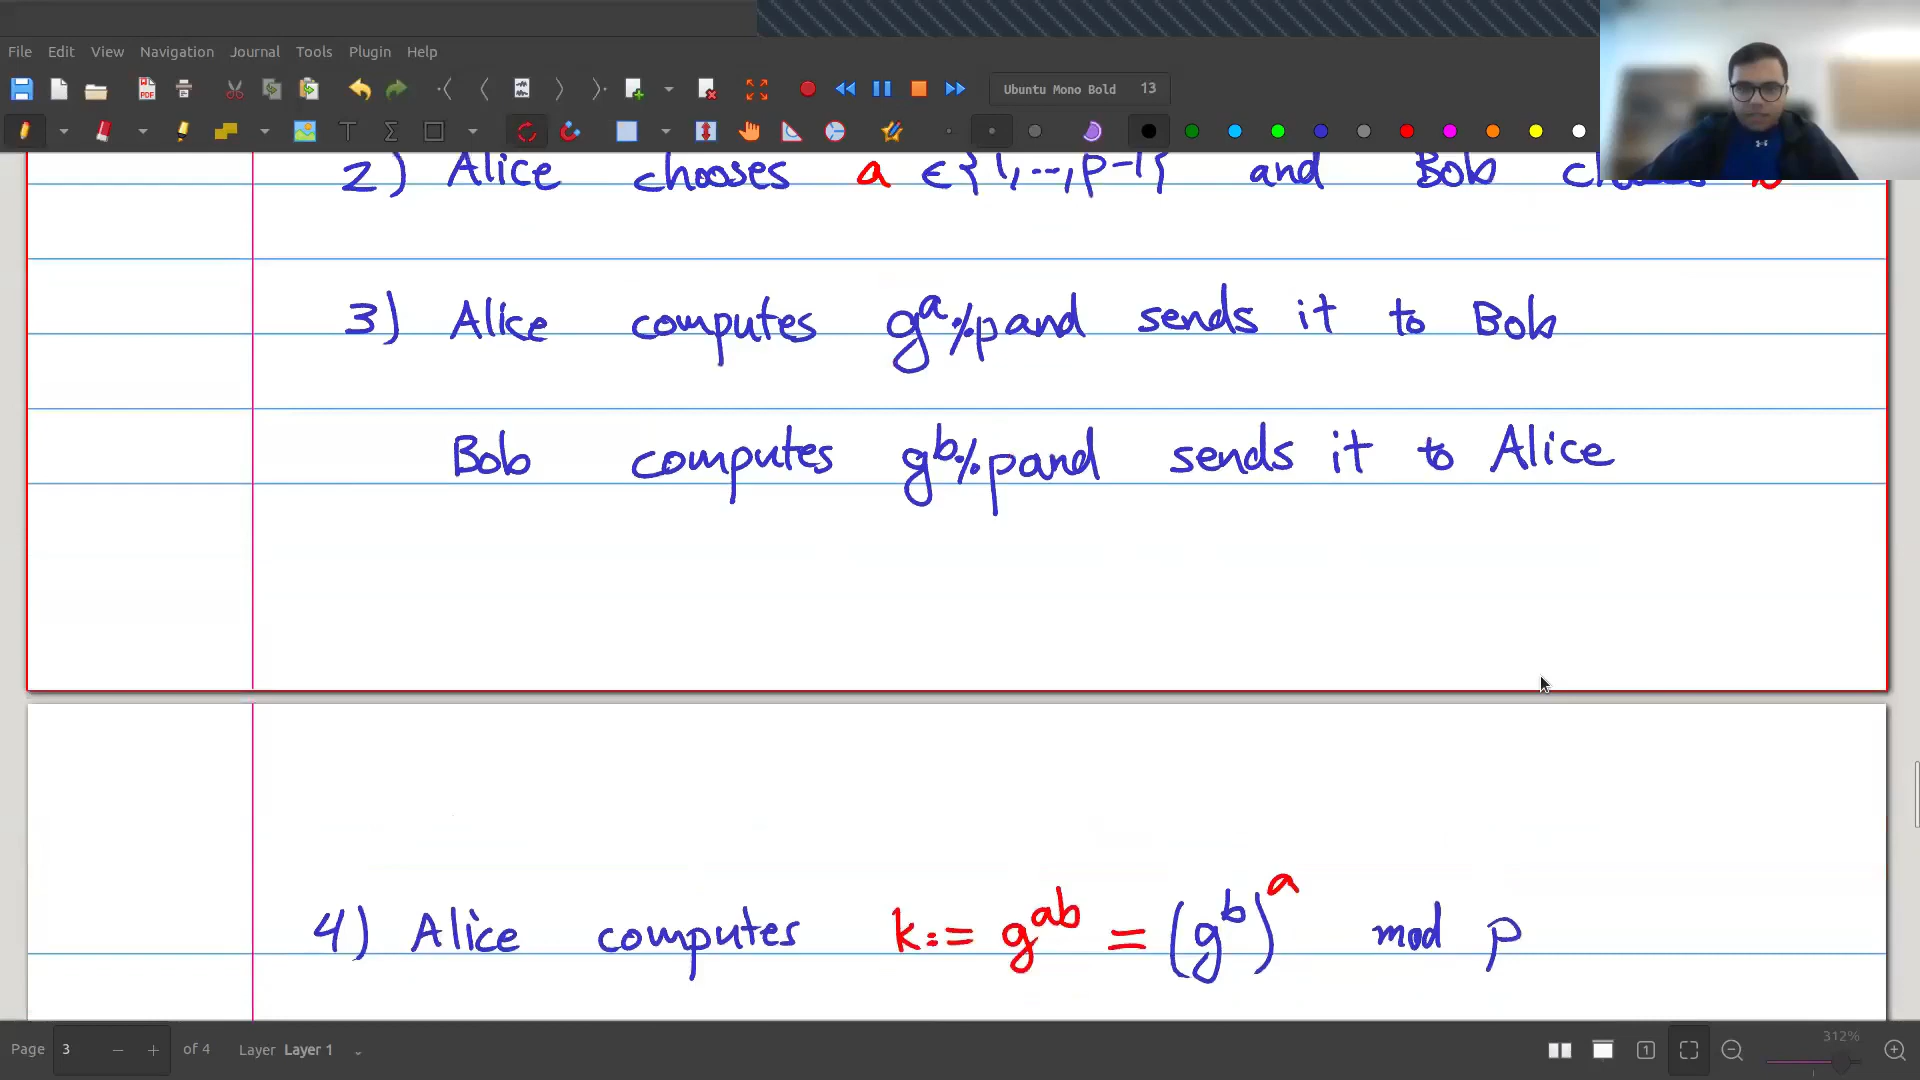 File Edit View Navigation Journal Tools Plugin Help
Ubuntu Mono Bold 13
2) Alice chooses a ∈ {1,--,p-1} and Bob
3) Alice computes g^a % p and sends it to Bob
Bob computes g^b % p and sends it to Alice
4) Alice computes k := g^ab = (g^b)^a mod p
Page 3 of 4 Layer Layer 1 312%